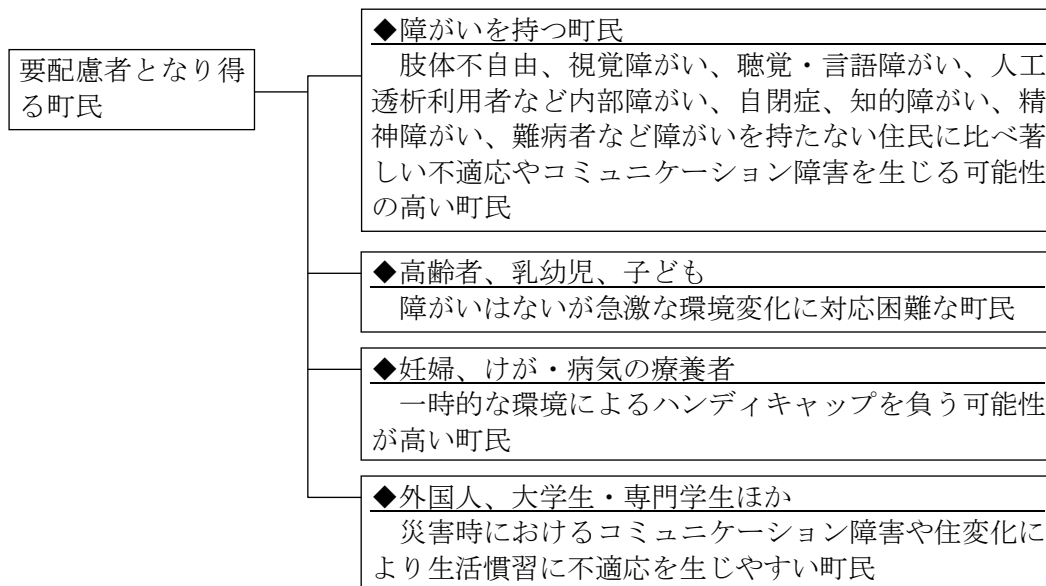 要配慮者となり得
る町民
◆障がいを持つ町民
肢体不自由、視覚障がい、聴覚・言語障がい、人工
透析利用者など内部障がい、自閉症、知的障がい、精
神障がい、難病者など障がいを持たない住民に比べ著
しい不適応やコミュニケーション障害を生じる可能性
の高い町民
◆高齢者、乳幼児、子ども
障がいはないが急激な環境変化に対応困難な町民
◆妊婦、けが・病気の療養者
一時的な環境によるハンディキャップを負う可能性
が高い町民
◆外国人、大学生・専門学生ほか
災害時におけるコミュニケーション障害や住変化に
より生活慣習に不適応を生じやすい町民